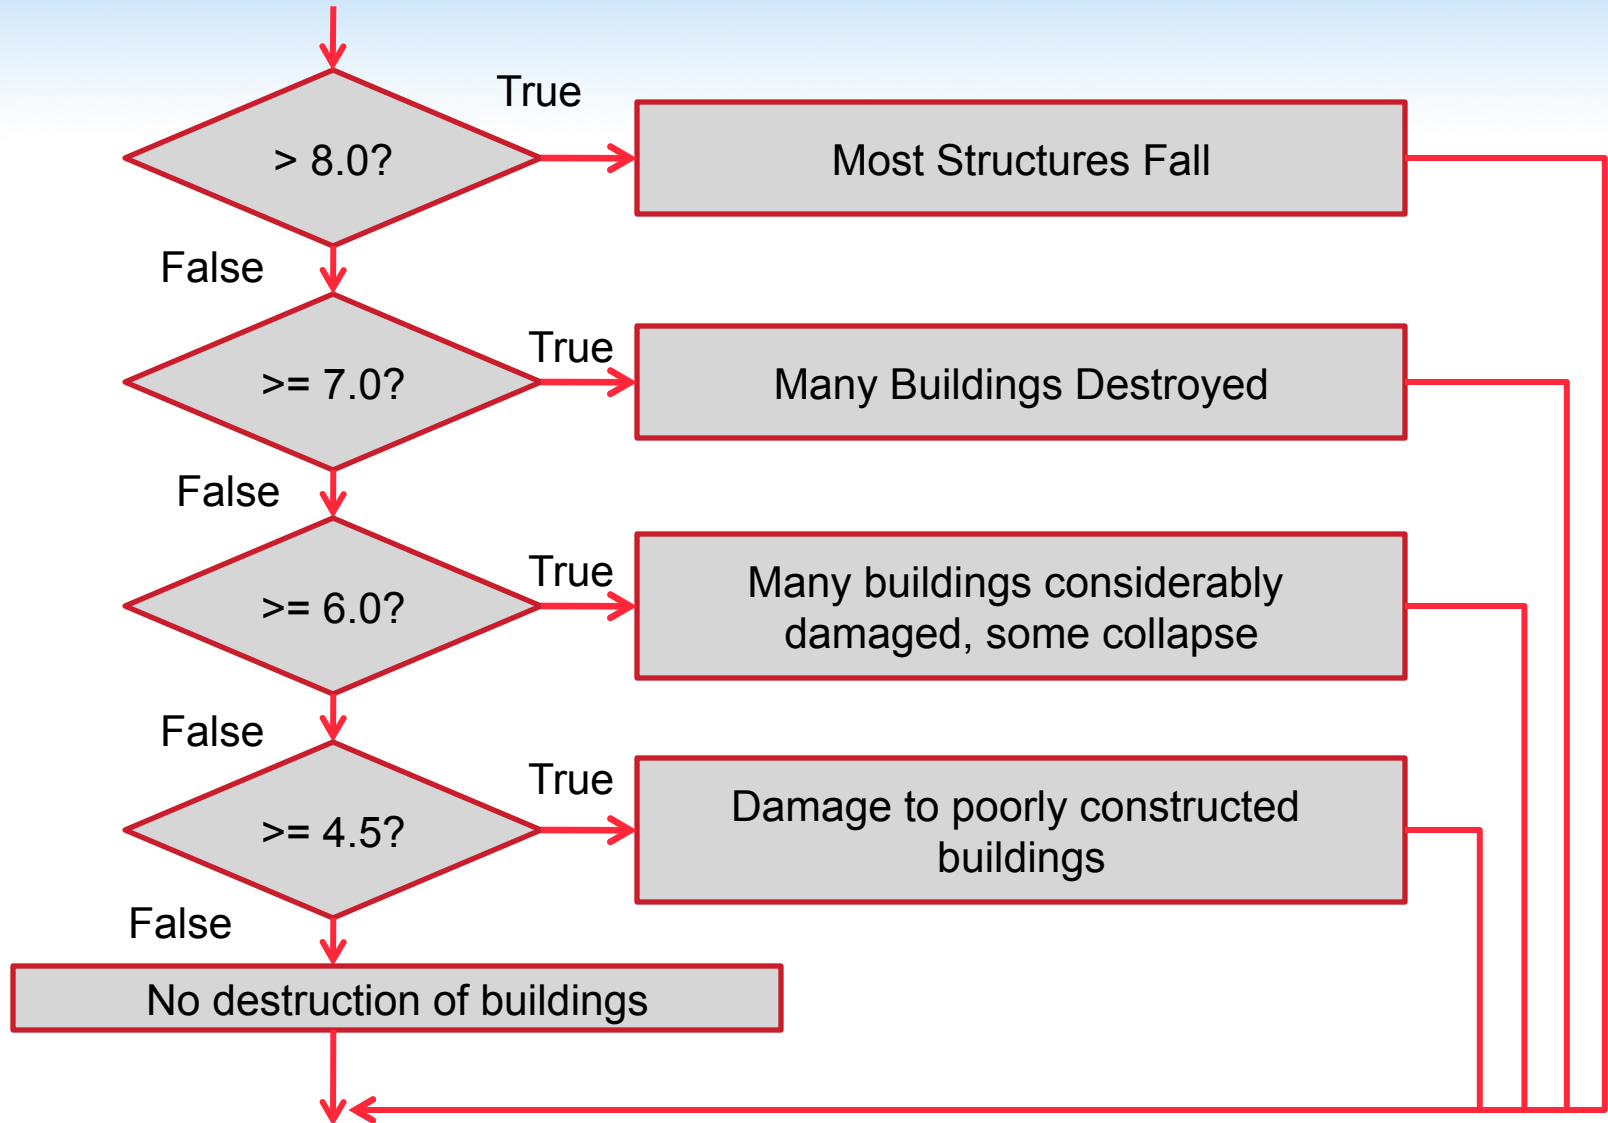 True
> 8.0?
Most Structures Fall
False
True
>= 7.0?
Many Buildings Destroyed
False
True
>= 6.0?
Many buildings considerably
damaged, some collapse
False
True
>= 4.5?
Damage to poorly constructed
buildings
False
No destruction of buildings